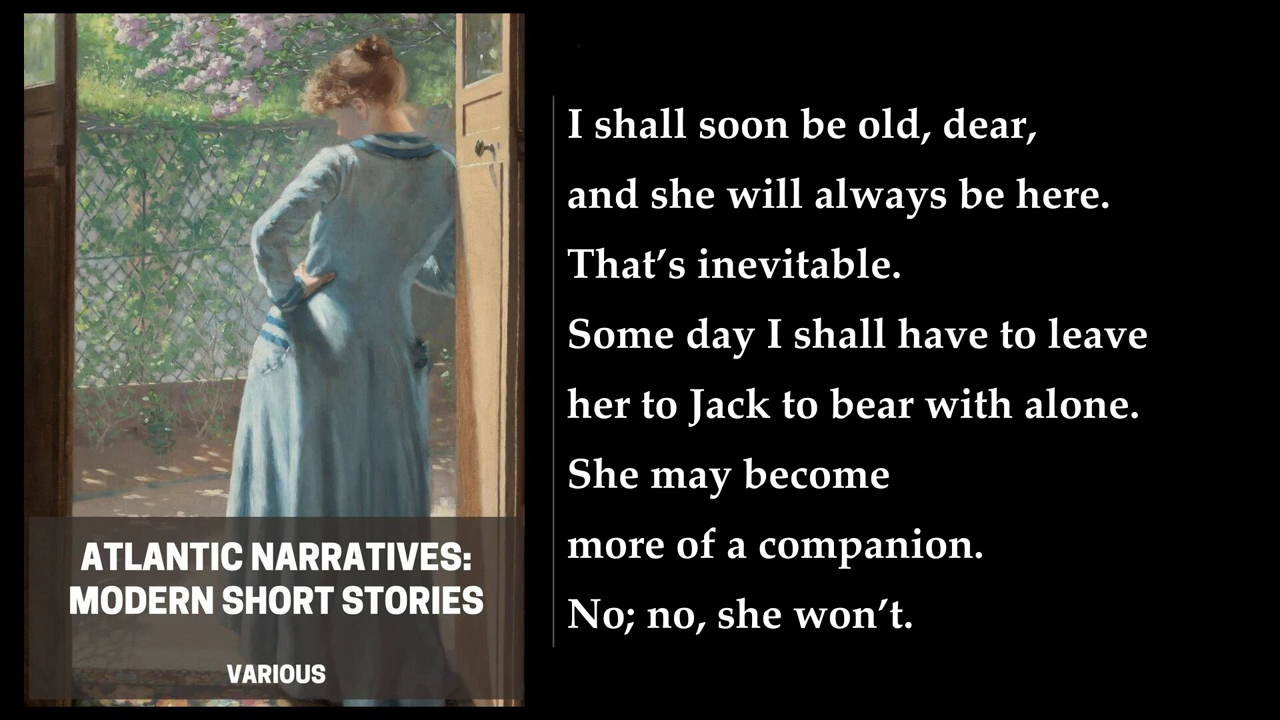 ATLANTIC NARRATIVES:
MODERN SHORT STORIES
VARIOUS
I shall soon be old, dear,
and she will always be here.
That’s inevitable.
Some day I shall have to leave
her to Jack to bear with alone.
She may become
more of a companion.
No; no, she won’t.